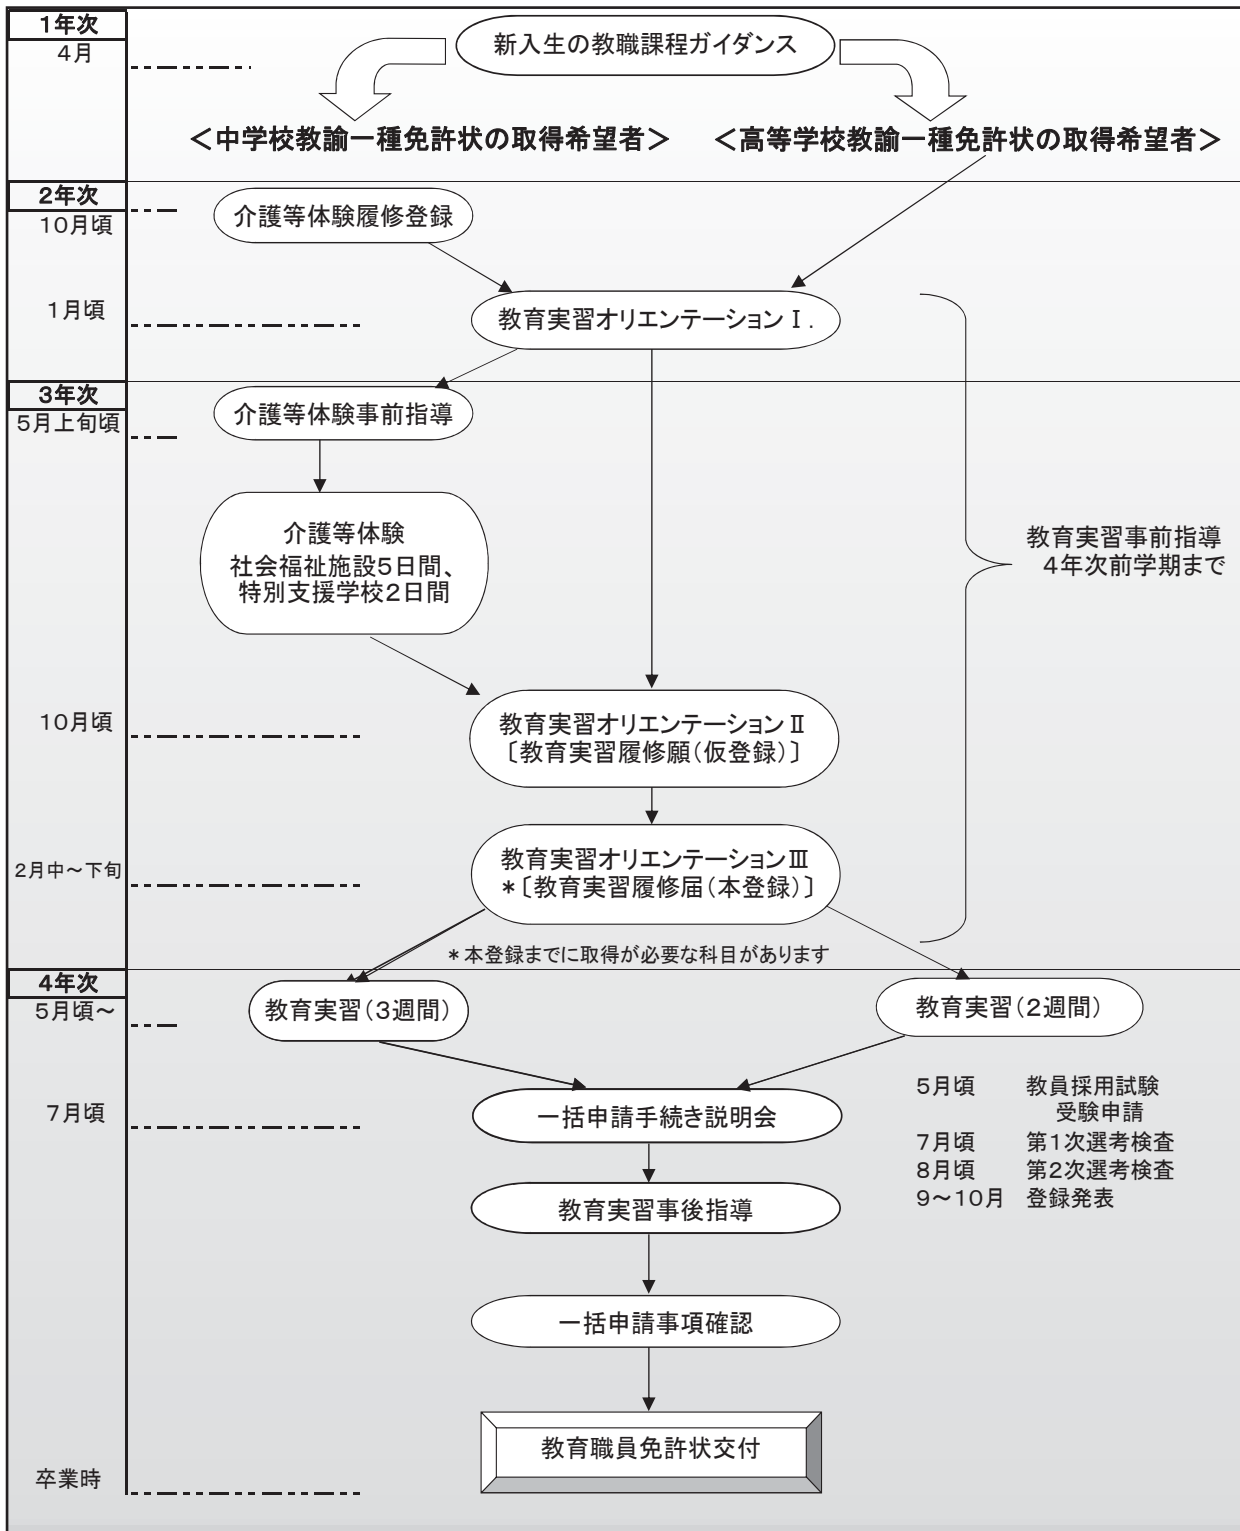 1年次
4月
新入生の教職課程ガイダンス
＜中学校教諭一種免許状の取得希望者＞
＜高等学校教諭一種免許状の取得希望者＞
2年次
10月頃
介護等体験履修登録
1月頃
教育実習オリエンテーションⅠ.
3年次
5月上旬頃
介護等体験事前指導
介護等体験
社会福祉施設5日間、
特別支援学校2日間
教育実習事前指導
4年次前学期まで
10月頃
教育実習オリエンテーションⅡ
〔教育実習履修願(仮登録)〕
2月中～下旬
教育実習オリエンテーションⅢ
＊〔教育実習履修届(本登録)〕
＊本登録までに取得が必要な科目があります
4年次
5月頃～
教育実習(3週間)
教育実習(2週間)
7月頃
一括申請手続き説明会
5月頃 教員採用試験
受験申請
7月頃 第1次選考検査
8月頃 第2次選考検査
9～10月 登録発表
教育実習事後指導
一括申請事項確認
教育職員免許状交付
卒業時